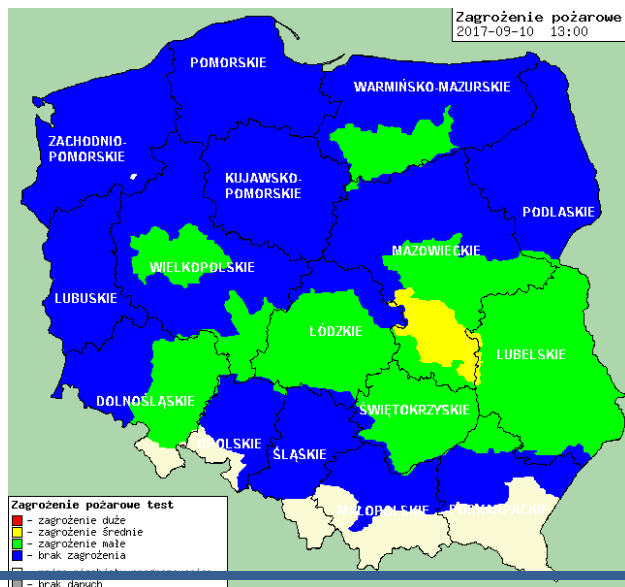 Zagrożenie pożarowe
2017-09-10 13:00
POMORSKIE
WARMIŃSKO-MAZURSKIE
ZACHODNIO-
POMORSKIE
KUJAWSKO-
POMORSKIE
PODLASKIE
MAZOWIECKIE
WIELKOPOLSKIE
LUBUSKIE
ŁÓDZKIE
LUBELSKIE
DOLNOŚLĄSKIE
ŚWIĘTOKRZYSKIE
OPOLSKIE
ŚLĄSKIE
MAŁOPOLSKIE
PODKARPACKIE
Zagrożenie pożarowe test
- zagrożenie duże
- zagrożenie średnie
- zagrożenie małe
- brak zagrożenia
- brak danych